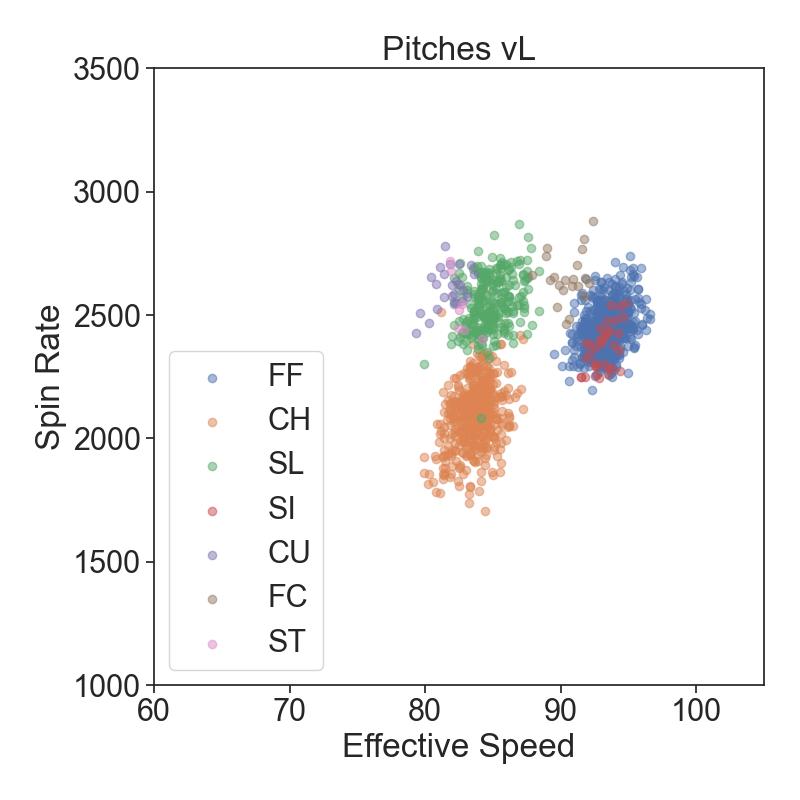 Pitches vL
3500
3000
2500
2000
1500
1000
Spin Rate
FF
CH
SL
SI
CU
FC
ST
60 70 80 90 100
Effective Speed